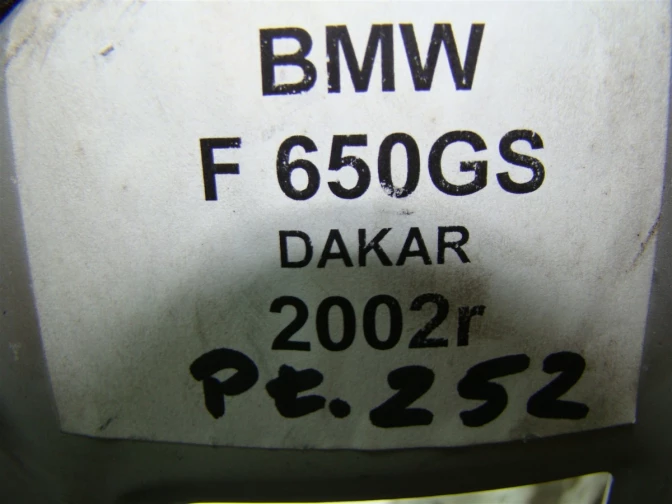 BMW
F 650GS
DAKAR
2002r
Pt. 252